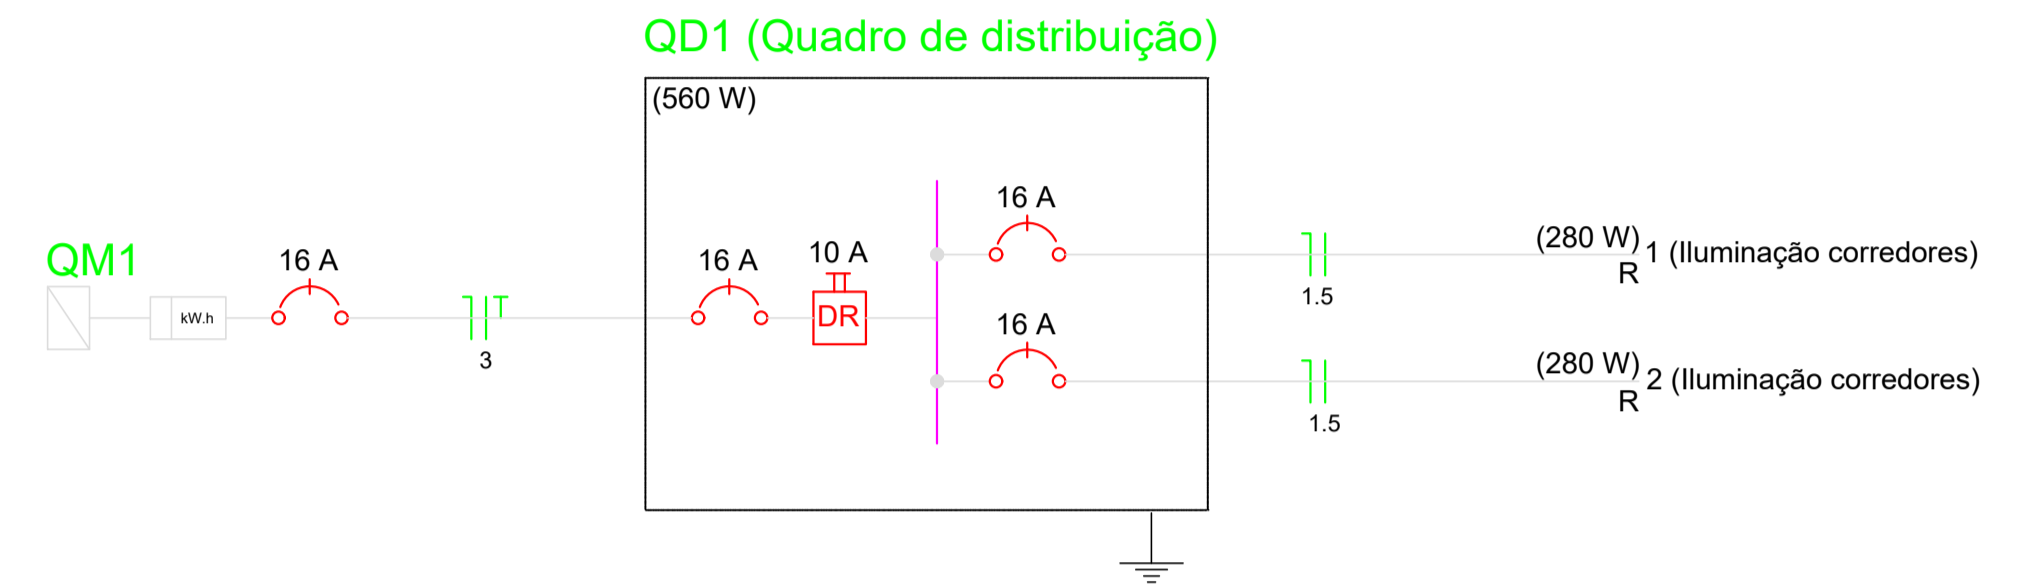 QD1 (Quadro de distribuição)
(560 W)
QM1
kW.h
16 A
3
16 A
10 A
DR
16 A
1.5
(280 W)
R
1 (Iluminação corredores)
16 A
1.5
(280 W)
R
2 (Iluminação corredores)